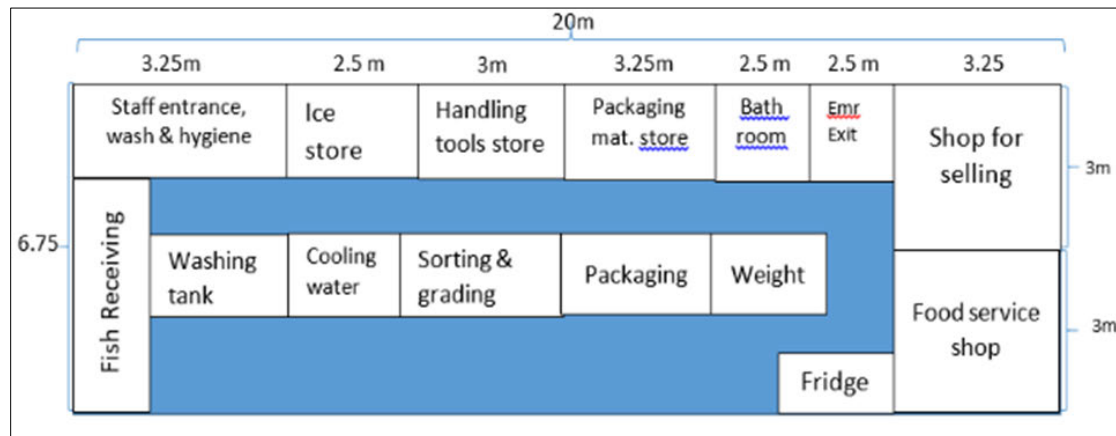 20m
3.25m
2.5 m
3m
3.25m
2.5 m
2.5 m
3.25
Staff entrance,
wash & hygiene
Ice
store
Handling
tools store
Packaging
mat. store
Bath
room
Emr
Exit
Shop for
selling
3m
6.75
Fish Receiving
Washing
tank
Cooling
water
Sorting &
grading
Packaging
Weight
Food service
shop
3m
Fridge